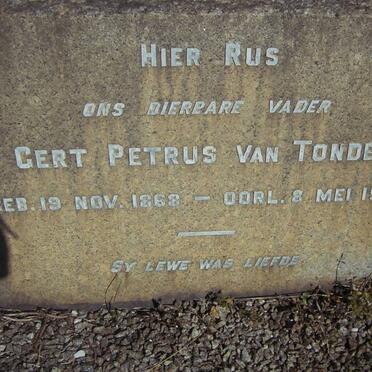 HIER RUS
ONS DIERBARE VADER
GERT PETRUS VAN TONDE
EB. 19 NOV. 1868 — OORL. 8 MEI 19
SY LEWE WAS LIEFDE